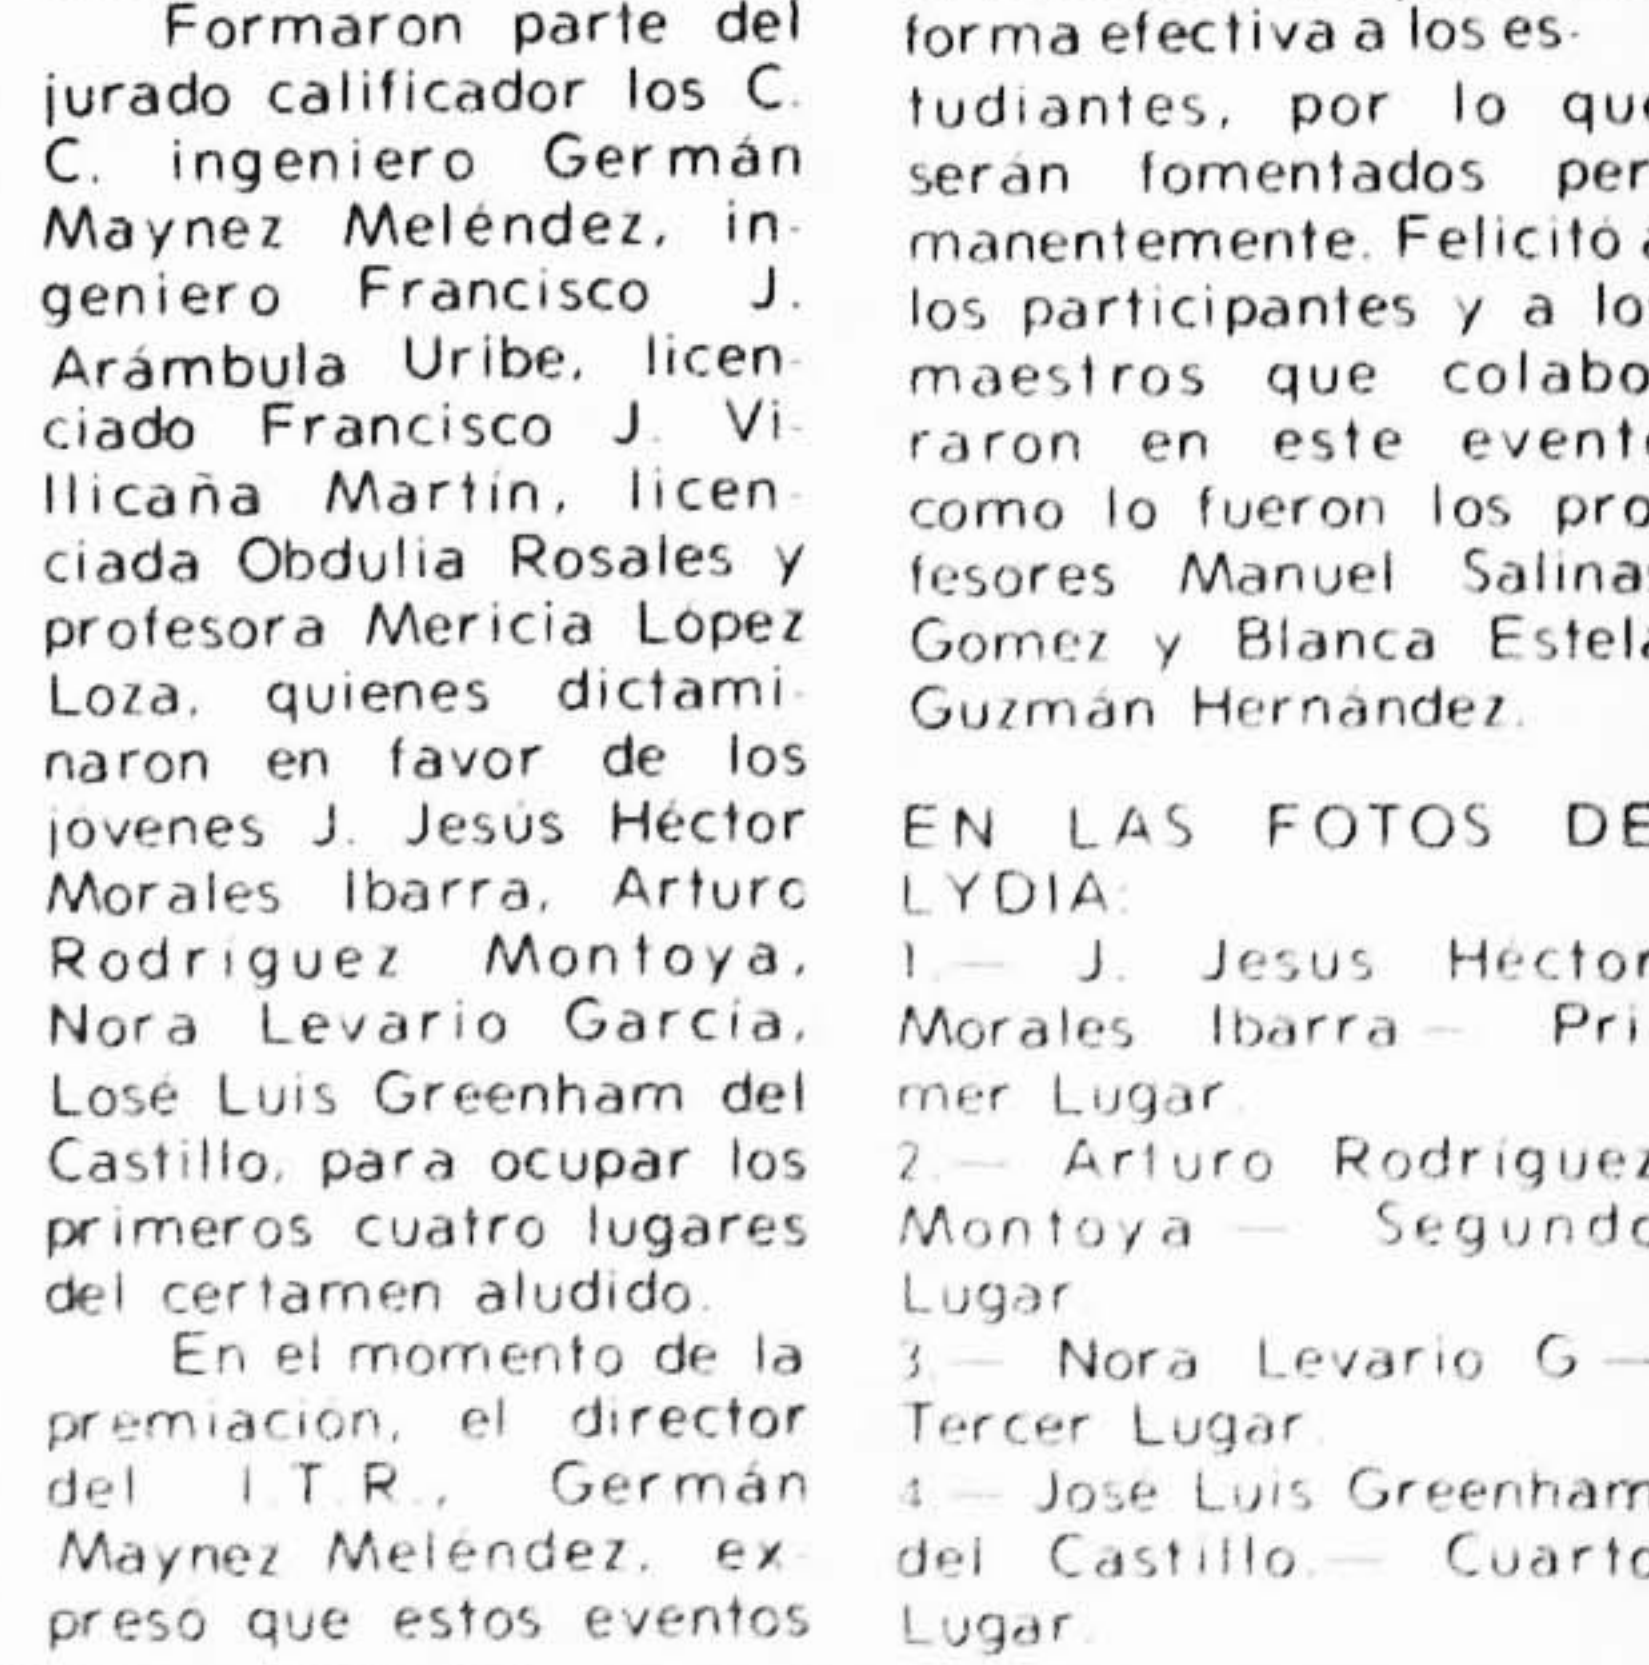 Formaron parte del
jurado calificador los C.
C. ingeniero Germán
Maynez Meléndez, in-
geniero Francisco J.
Arámbula Uribe, licen-
ciado Francisco J. Vi-
llicaña Martín, licen-
ciada Obdulia Rosales y
profesora Mericia López
Loza, quienes dictami-
naron en favor de los
jóvenes J. Jesús Héctor
Morales Ibarra, Arturo
Rodríguez Montoya,
Nora Levario García,
Losé Luis Greenham del
Castillo, para ocupar los
primeros cuatro lugares
del certamen aludido.
En el momento de la
premiación, el director
del I.T.R., Germán
Maynez Meléndez, ex-
presó que estos eventos
forma efectiva a los es-
tudiantes, por lo que
serán fomentados per
manentemente. Felicitó a
los participantes y a lo
maestros que colabo
raron en este evento
como lo fueron los pro
fesores Manuel Salinas
Gomez y Blanca Estela
Guzmán Hernández.
EN LAS FOTOS DE
LYDIA:
1.— J. Jesus Héctor
Morales Ibarra— Pri
mer Lugar
2.— Arturo Rodríguez
Montoya — Segundo
Lugar
3 — Nora Levario G —
Tercer Lugar
4 — José Luis Greenham
del Castillo.— Cuarto
Lugar.